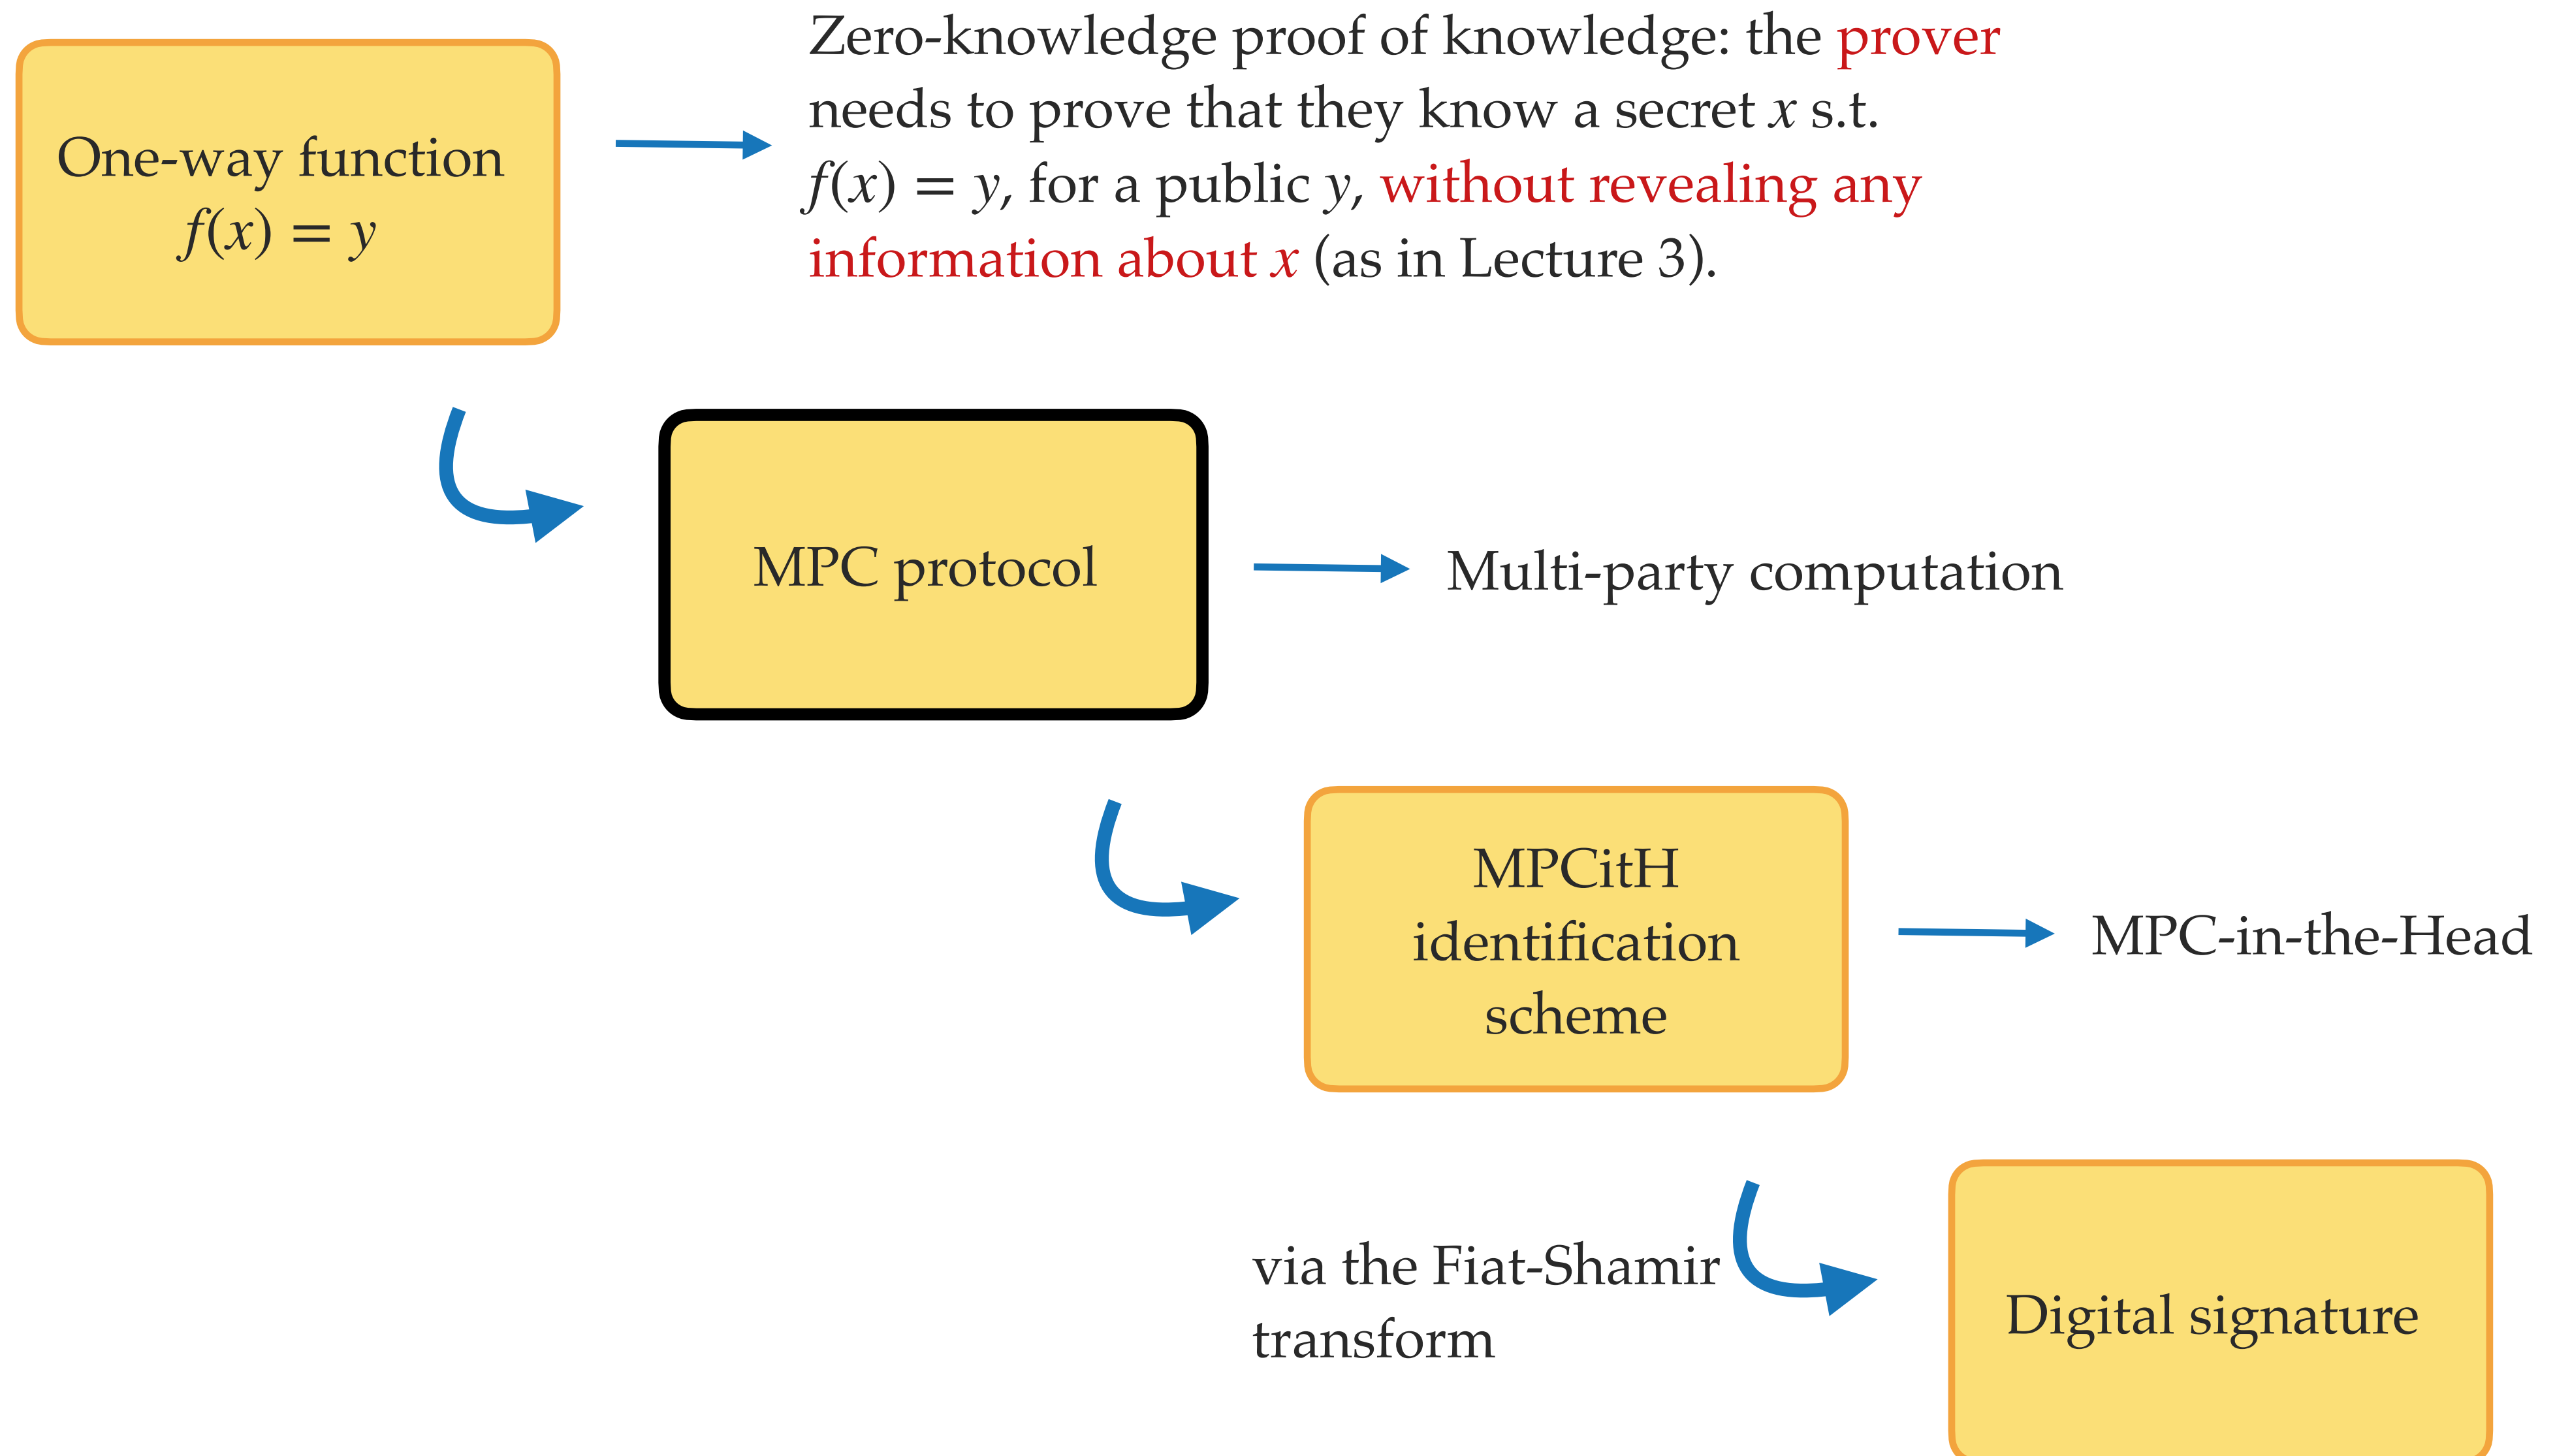 One-way function
f(x) = y
Zero-knowledge proof of knowledge: the prover
needs to prove that they know a secret x s.t.
f(x) = y, for a public y, without revealing any
information about x (as in Lecture 3).
MPC protocol
Multi-party computation
MPCitH
identification
scheme
MPC-in-the-Head
via the Fiat-Shamir
transform
Digital signature